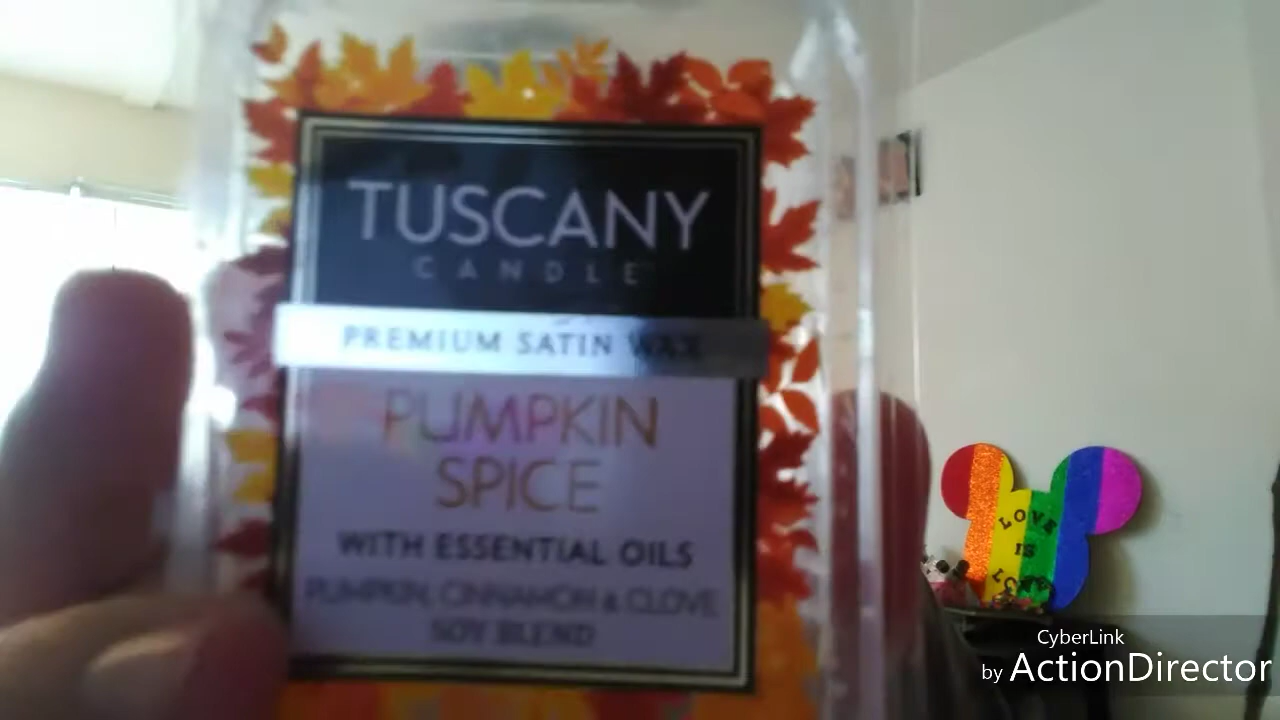 TUSCANY
CANDLE
PREMIUM SATIN WAX
PUMPKIN
SPICE
WITH ESSENTIAL OILS
PUMPKIN, CINNAMON & CLOVE
SOY BLEND
LOVE
IS
LOVE
CyberLink
by ActionDirector